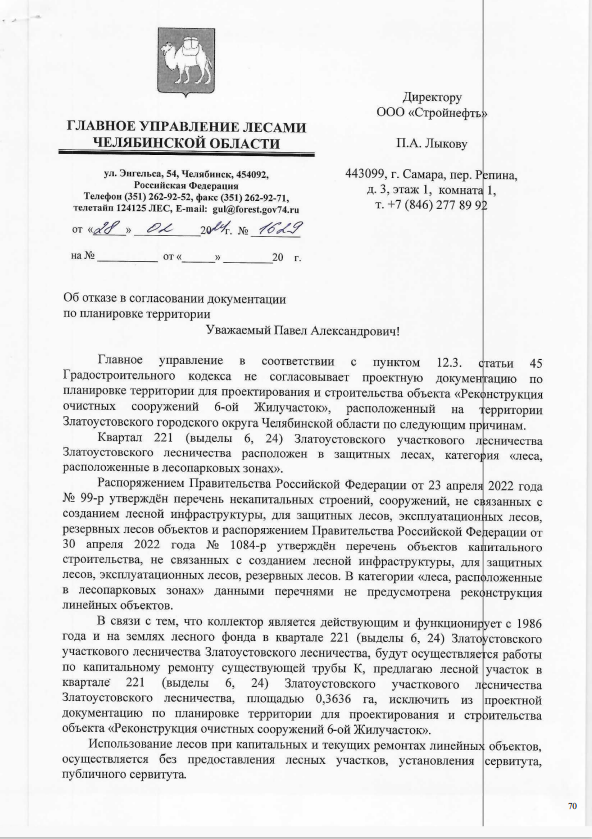 ГЛАВНОЕ УПРАВЛЕНИЕ ЛЕСАМИ
ЧЕЛЯБИНСКОЙ ОБЛАСТИ
ул. Энгельса, 54, Челябинск, 454092,
Российская Федерация
Телефон (351) 262-92-52, факс (351) 262-92-71,
телетайп 124125 ЛЕС, E-mail: gul@forest.gov74.ru
от «28» 02 2024г. № 1629
на № __________ от «_____» _________20 г.
Директору
ООО «Стройнефть»
П.А. Лыкову
443099, г. Самара, пер. Репина,
д. 3, этаж 1, комната 1,
т. +7 (846) 277 89 92
Об отказе в согласовании документации
по планировке территории
Уважаемый Павел Александрович!
Главное управление в соответствии с пунктом 12.3. статьи 45
Градостроительного кодекса не согласовывает проектную документацию по
планировке территории для проектирования и строительства объекта «Реконструкция
очистных сооружений 6-ой Жилучасток», расположенный на территории
Златоустовского городского округа Челябинской области по следующим причинам.
Квартал 221 (выделы 6, 24) Златоустовского участкового лесничества
Златоустовского лесничества расположен в защитных лесах, категория «леса,
расположенные в лесопарковых зонах».
Распоряжением Правительства Российской Федерации от 23 апреля 2022 года
№ 99-р утверждён перечень некапитальных строений, сооружений, не связанных с
созданием лесной инфраструктуры, для защитных лесов, эксплуатационных лесов,
резервных лесов объектов и распоряжением Правительства Российской Федерации от
30 апреля 2022 года № 1084-р утверждён перечень объектов капитального
строительства, не связанных с созданием лесной инфраструктуры, для защитных
лесов, эксплуатационных лесов, резервных лесов. В категории «леса, расположенные
в лесопарковых зонах» данными перечнями не предусмотрена реконструкция
линейных объектов.
В связи с тем, что коллектор является действующим и функционирует с 1986
года и на землях лесного фонда в квартале 221 (выделы 6, 24) Златоустовского
участкового лесничества Златоустовского лесничества, будут осуществляется работы
по капитальному ремонту существующей трубы К, предлагаю лесной участок в
квартале 221 (выделы 6, 24) Златоустовского участкового лесничества
Златоустовского лесничества, площадью 0,3636 га, исключить из проектной
документацию по планировке территории для проектирования и строительства
объекта «Реконструкция очистных сооружений 6-ой Жилучасток».
Использование лесов при капитальных и текущих ремонтах линейных объектов,
осуществляется без предоставления лесных участков, установления сервитута,
публичного сервитута.
70